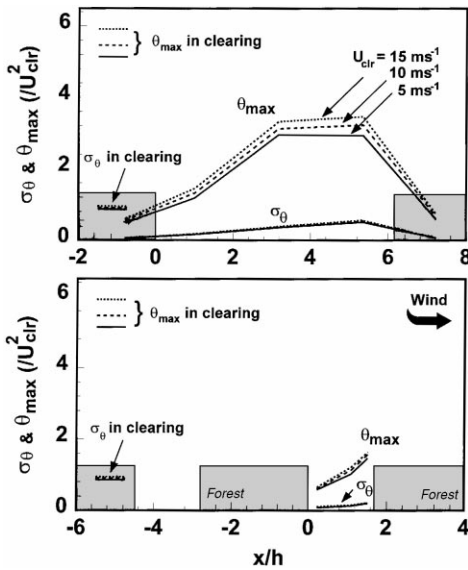 6
4
2
0
σθ & θmax (/U²clr)
θmax in clearing
Uclr = 15 ms-1
10 ms-1
5 ms-1
θmax
σθ in clearing
σθ
-2 0 2 4 6 8
6
4
2
0
σθ & θmax (/U²clr)
θmax in clearing
Wind
σθ in clearing
θmax
σθ
Forest
Forest
-6 -4 -2 0 2 4
x/h